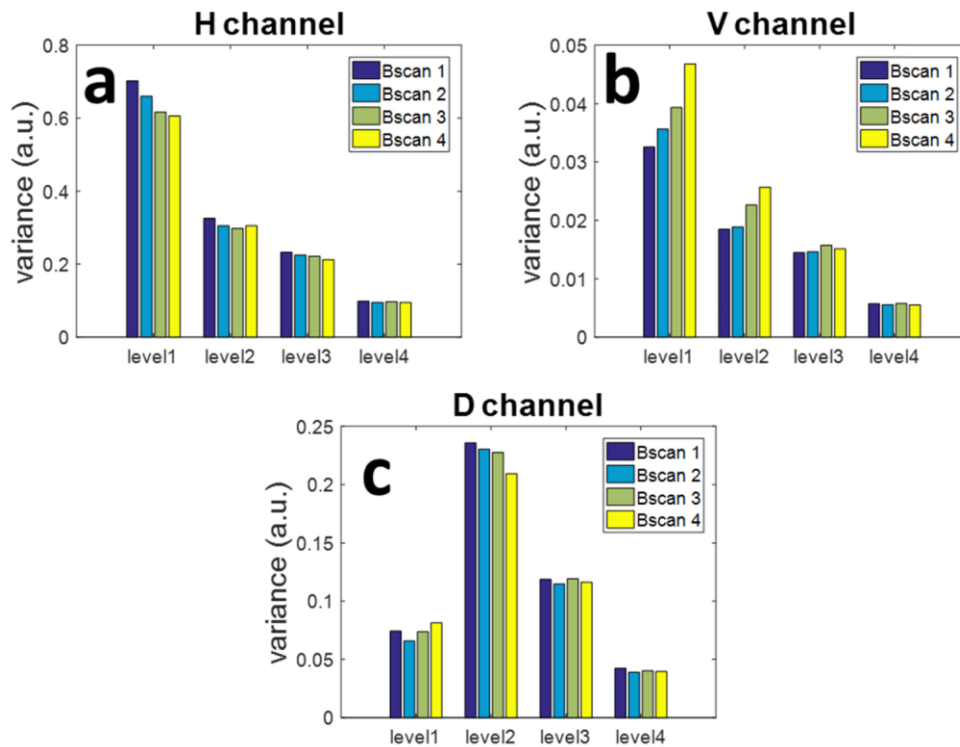 H channel
a
variance (a.u.)
0.8
0.6
0.4
0.2
0
Bscan 1
Bscan 2
Bscan 3
Bscan 4
level1 level2 level3 level4
V channel
b
variance (a.u.)
0.05
0.04
0.03
0.02
0.01
0
Bscan 1
Bscan 2
Bscan 3
Bscan 4
level1 level2 level3 level4
D channel
c
variance (a.u.)
0.25
0.2
0.15
0.1
0.05
0
Bscan 1
Bscan 2
Bscan 3
Bscan 4
level1 level2 level3 level4